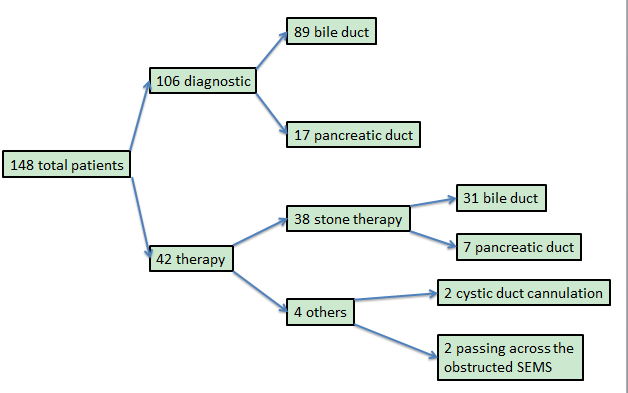 89 bile duct
106 diagnostic
17 pancreatic duct
148 total patients
31 bile duct
38 stone therapy
7 pancreatic duct
42 therapy
2 cystic duct cannulation
4 others
2 passing across the
obstructed SEMS